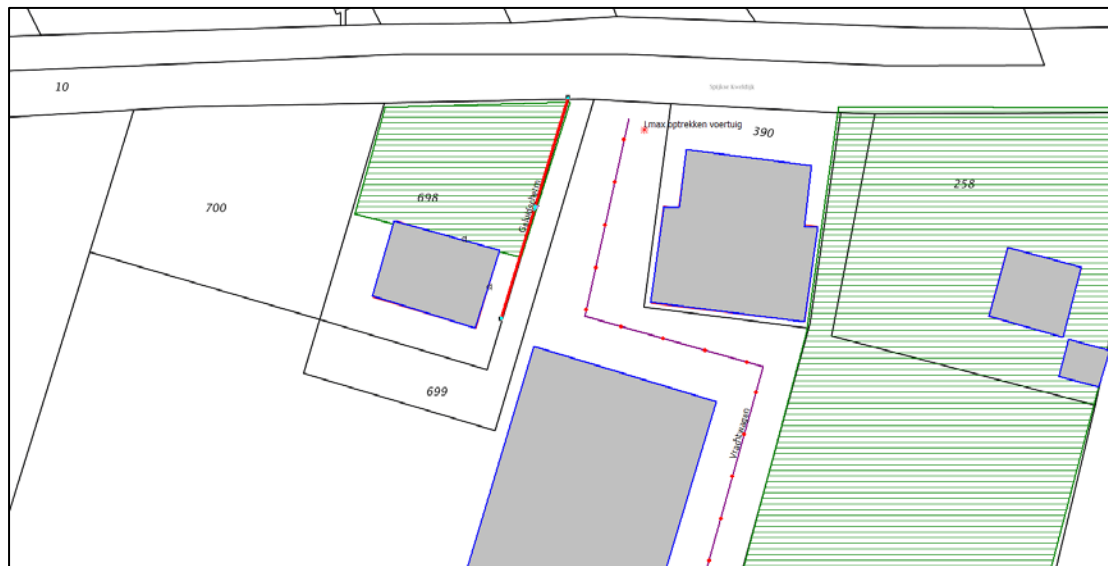 10
Spijker Kweldijk
Lmax optrekken voertuig
390
258
698
700
Geluidscherm
699
Vrachtwagen